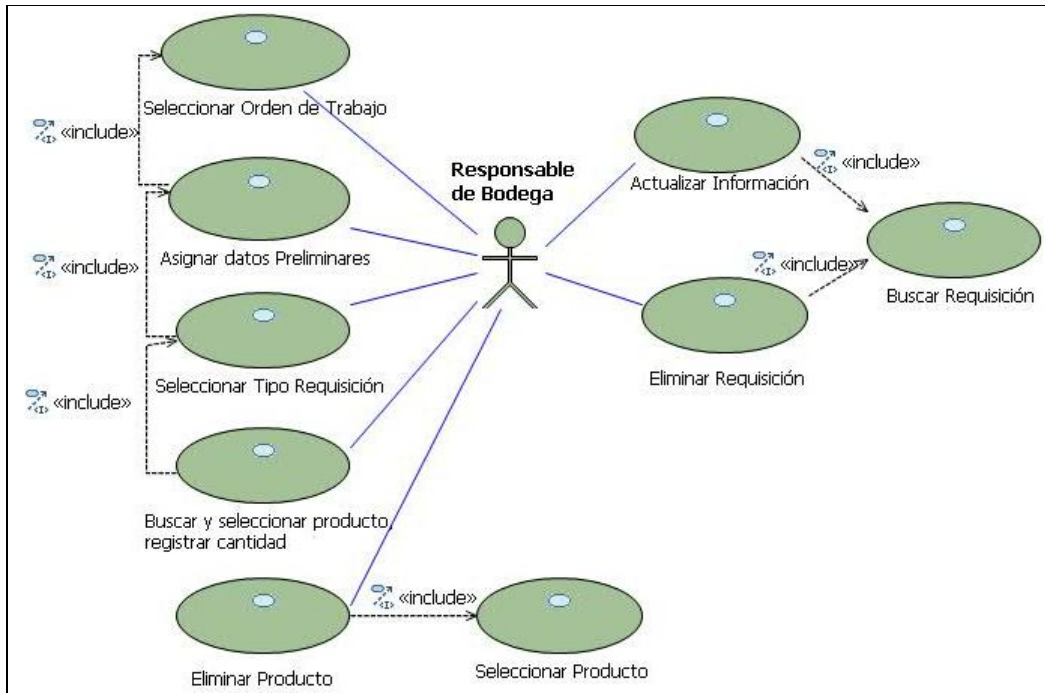 Seleccionar Orden de Trabajo
«include»
Asignar datos Preliminares
«include»
Seleccionar Tipo Requisición
«include»
Buscar y seleccionar producto,
registrar cantidad
Eliminar Producto
«include»
Seleccionar Producto
Responsable
de Bodega
Actualizar Información
«include»
Buscar Requisición
«include»
Eliminar Requisición